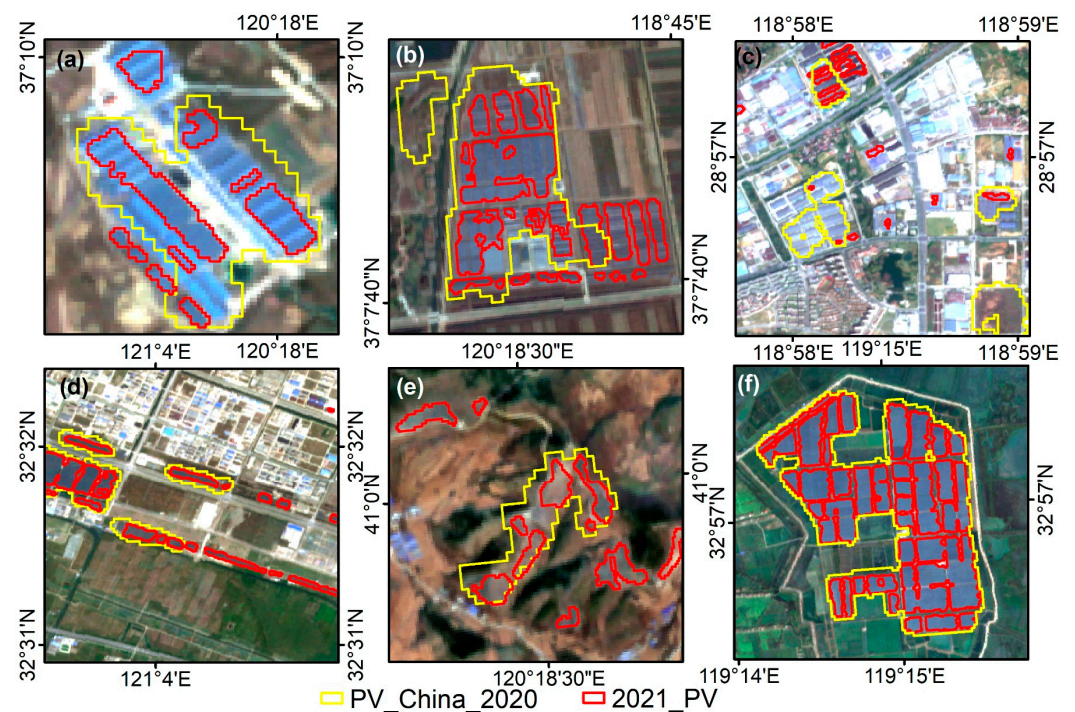 120°18'E
118°45'E
118°58'E
118°59'E
37°10'N
(a)
37°10'N
(b)
(c)
28°57'N
28°57'N
37°7'40"N
37°7'40"N
121°4'E
120°18'E
120°18'30"E
118°58'E
119°15'E
118°59'E
(d)
(e)
(f)
32°32'N
32°32'N
41°0'N
41°0'N
32°57'N
32°57'N
32°31'N
32°31'N
121°4'E
120°18'30"E
119°14'E
119°15'E
PV_China_2020
2021_PV